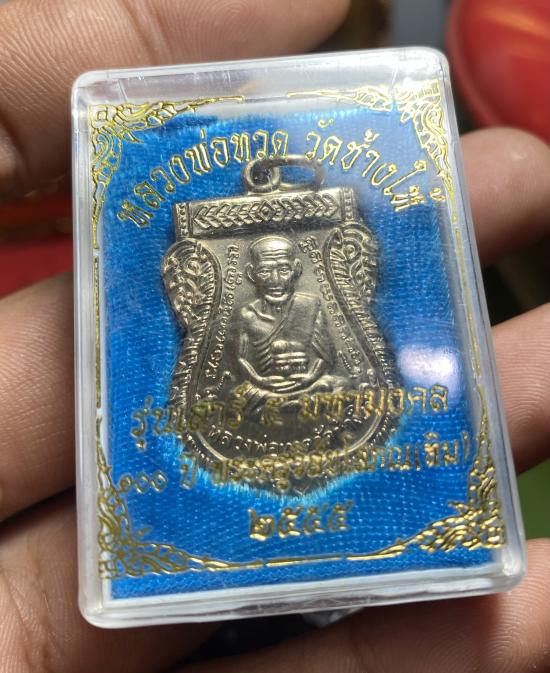 หลวงพ่อทวด วัดช้างให้
รุ่นเสาร์ ๕ มหามงคล
๑๐๐ ปี พระครูวิสัยโสภณ(ทิม)
๒๕๕๕